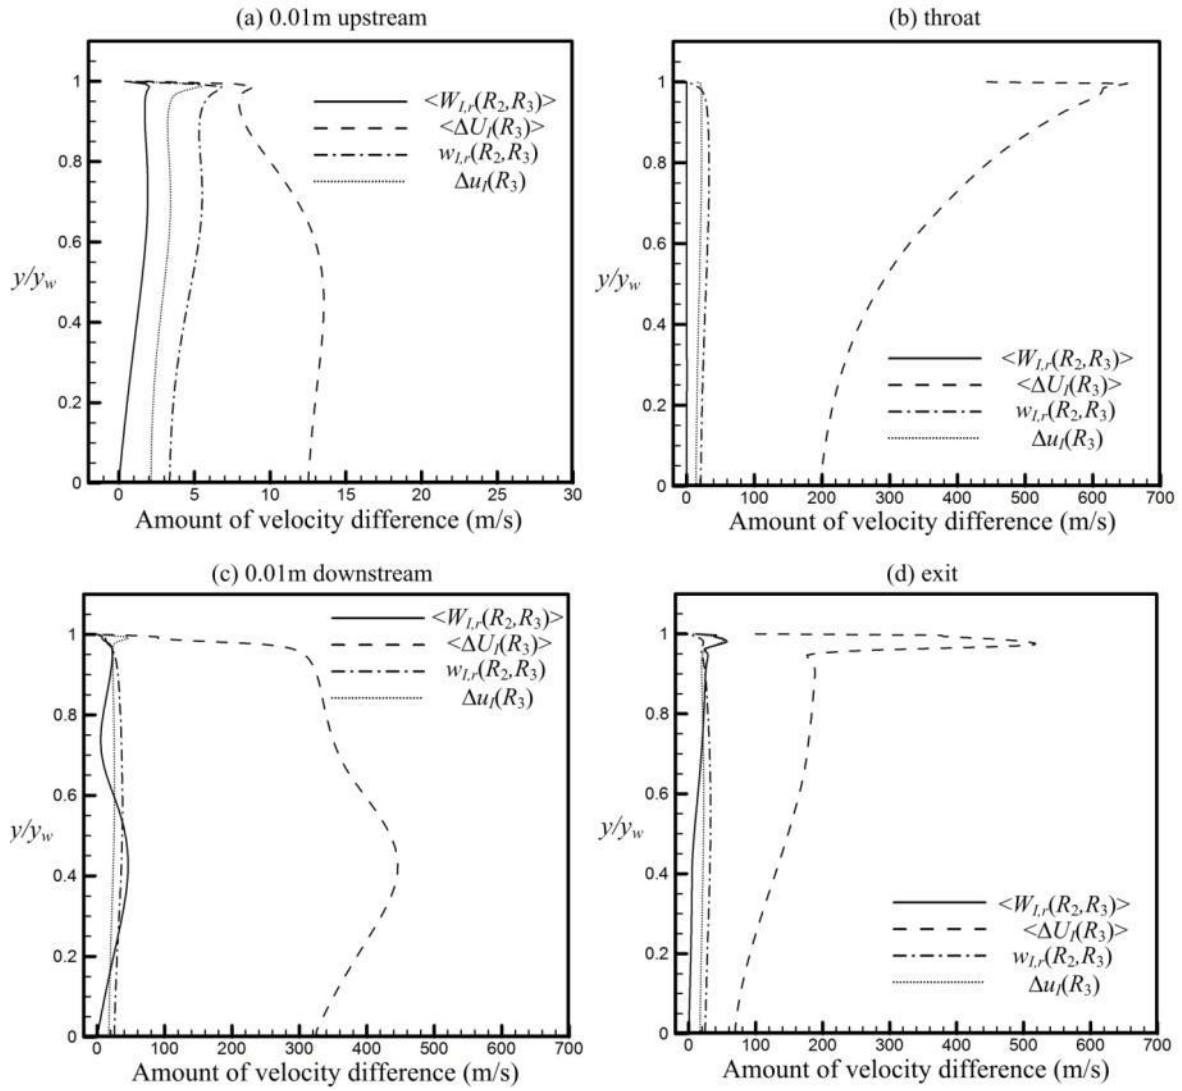 (a) 0.01m upstream
1
0.8
0.6
y/y_w
0.4
0.2
0
<W_{I,r}(R_2,R_3)>
<ΔU_I(R_3)>
w_{I,r}(R_2,R_3)
Δu_I(R_3)
0 5 10 15 20 25 30
Amount of velocity difference (m/s)
(b) throat
1
0.8
0.6
y/y_w
0.4
0.2
0
<W_{I,r}(R_2,R_3)>
<ΔU_I(R_3)>
w_{I,r}(R_2,R_3)
Δu_I(R_3)
0 100 200 300 400 500 600 700
Amount of velocity difference (m/s)
(c) 0.01m downstream
<W_{I,r}(R_2,R_3)>
<ΔU_I(R_3)>
w_{I,r}(R_2,R_3)
Δu_I(R_3)
1
0.8
0.6
y/y_w
0.4
0.2
0
0 100 200 300 400 500 600 700
Amount of velocity difference (m/s)
(d) exit
1
0.8
0.6
y/y_w
0.4
0.2
0
<W_{I,r}(R_2,R_3)>
<ΔU_I(R_3)>
w_{I,r}(R_2,R_3)
Δu_I(R_3)
0 100 200 300 400 500 600 700
Amount of velocity difference (m/s)